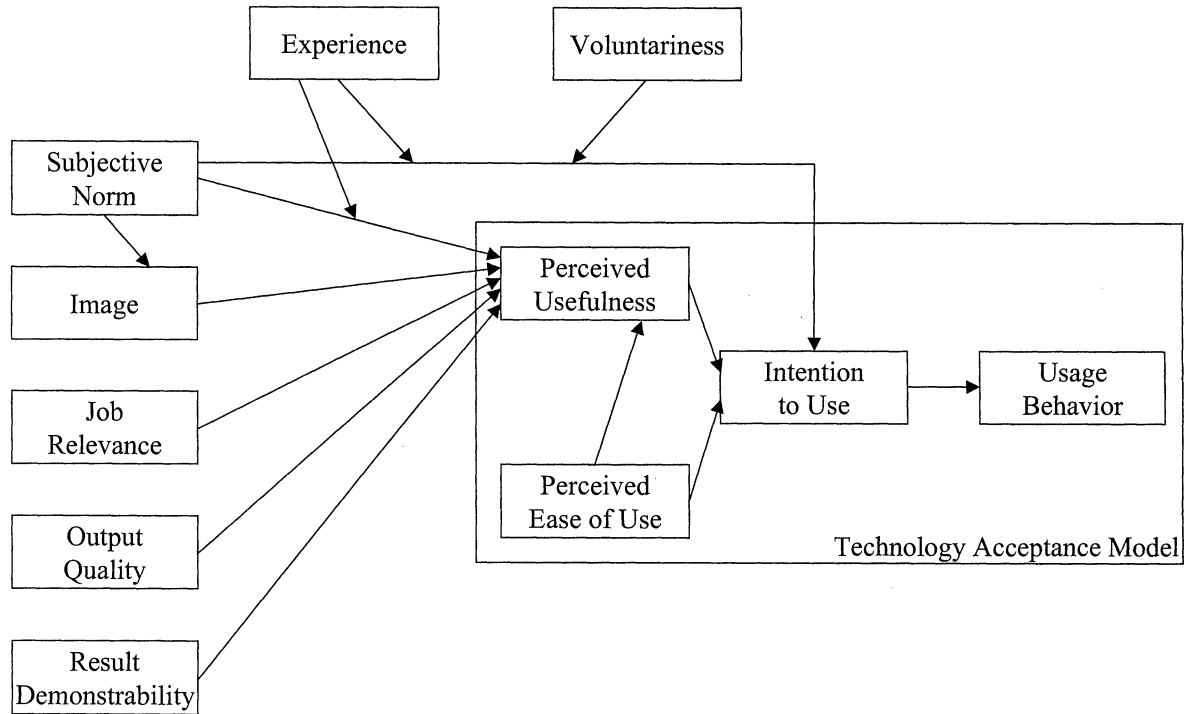 Experience
Voluntariness
Subjective
Norm
Image
Job
Relevance
Output
Quality
Result
Demonstrability
Perceived
Usefulness
Perceived
Ease of Use
Intention
to Use
Usage
Behavior
Technology Acceptance Model